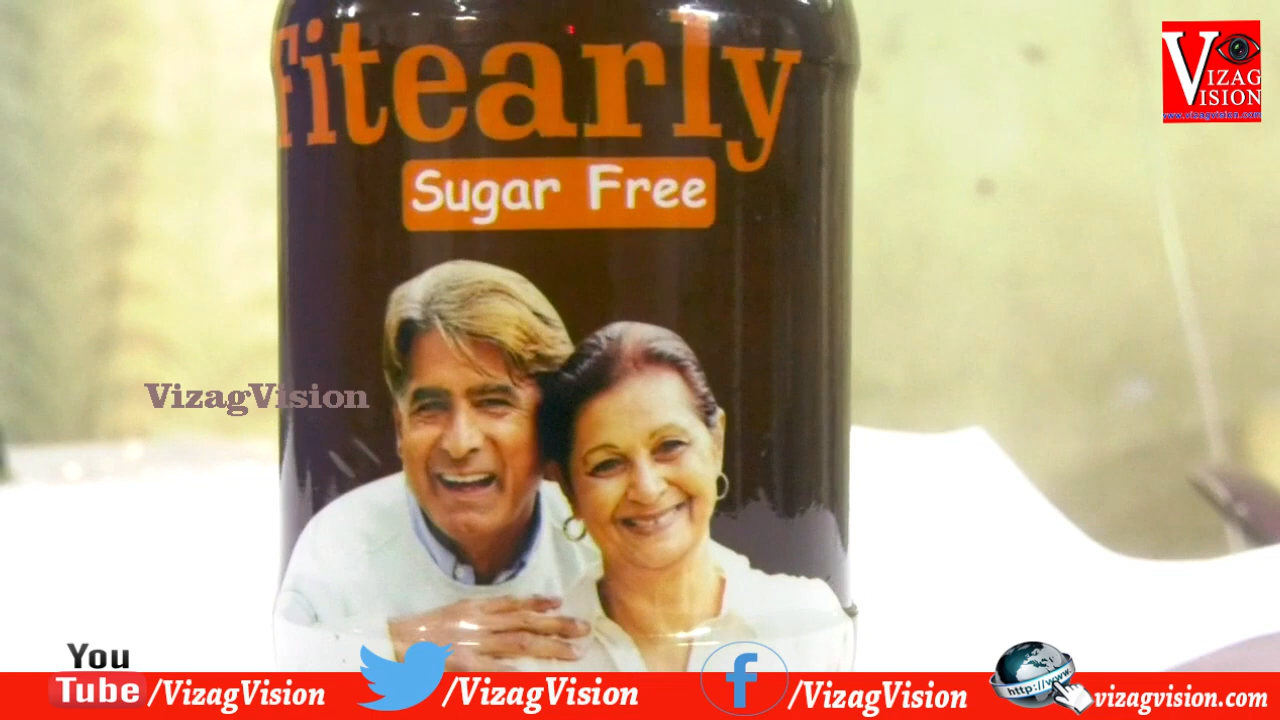 Fitearly
Sugar Free
VIZAG
VISION
www.vizagvision.com
VizagVision
You
Tube /VizagVision
/VizagVision
f /VizagVision
http://www.
vizagvision.com